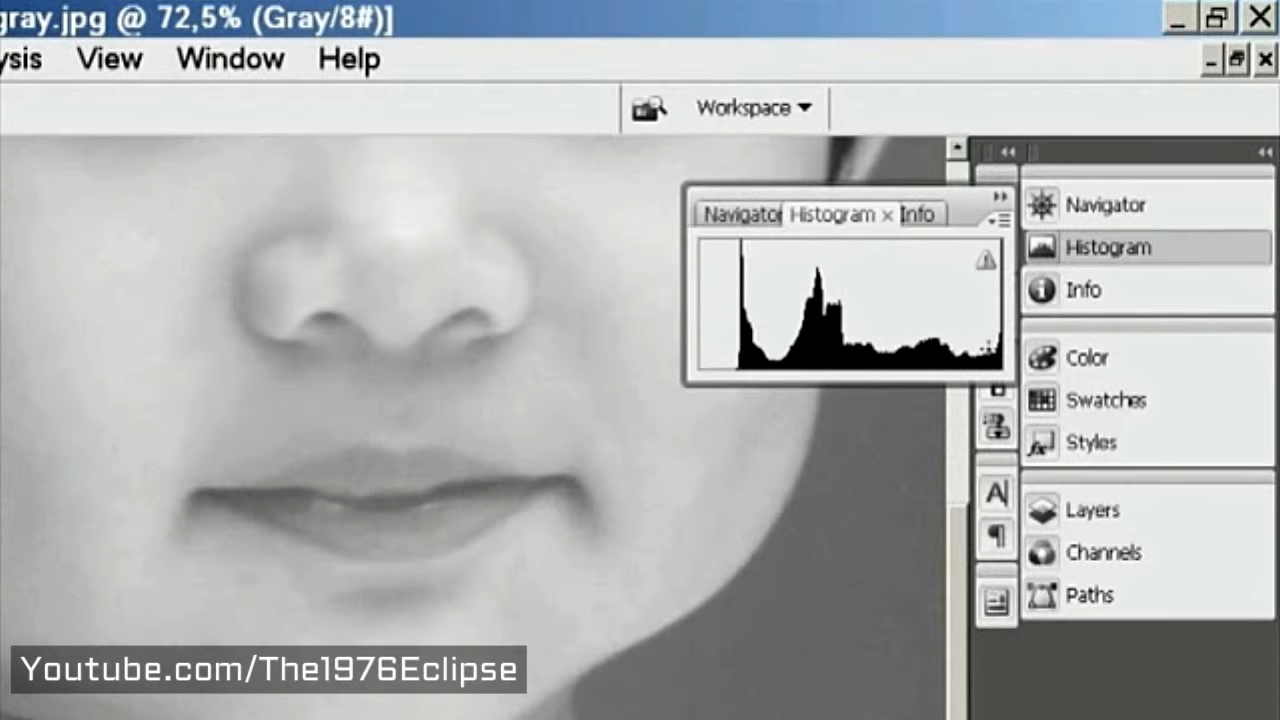 gray.jpg @ 72,5% (Gray/8#)]
ysis View Window Help
Workspace
Navigator Histogram × Info
Navigator
Histogram
Info
Color
Swatches
Styles
Layers
Channels
Paths
Youtube.com/The1976Eclipse